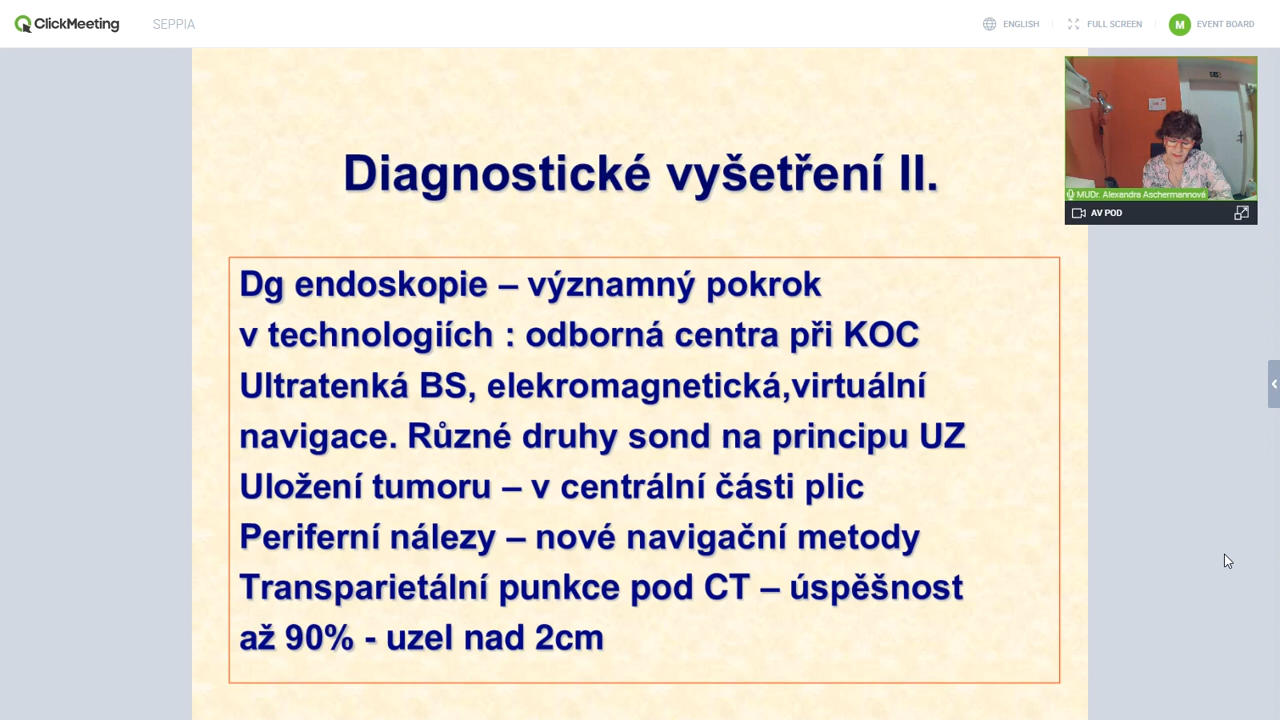 ClickMeeting
SEPPIA
ENGLISH
FULL SCREEN
M
EVENT BOARD
Diagnostické vyšetření II.
Dg endoskopie – významný pokrok
v technologiích : odborná centra při KOC
Ultratenká BS, elekromagnetická,virtuální
navigace. Různé druhy sond na principu UZ
Uložení tumoru – v centrální části plic
Periferní nálezy – nové navigační metody
Transparietální punkce pod CT – úspěšnost
až 90% - uzel nad 2cm
MUDr. Alexandra Aschermannová
AV POD